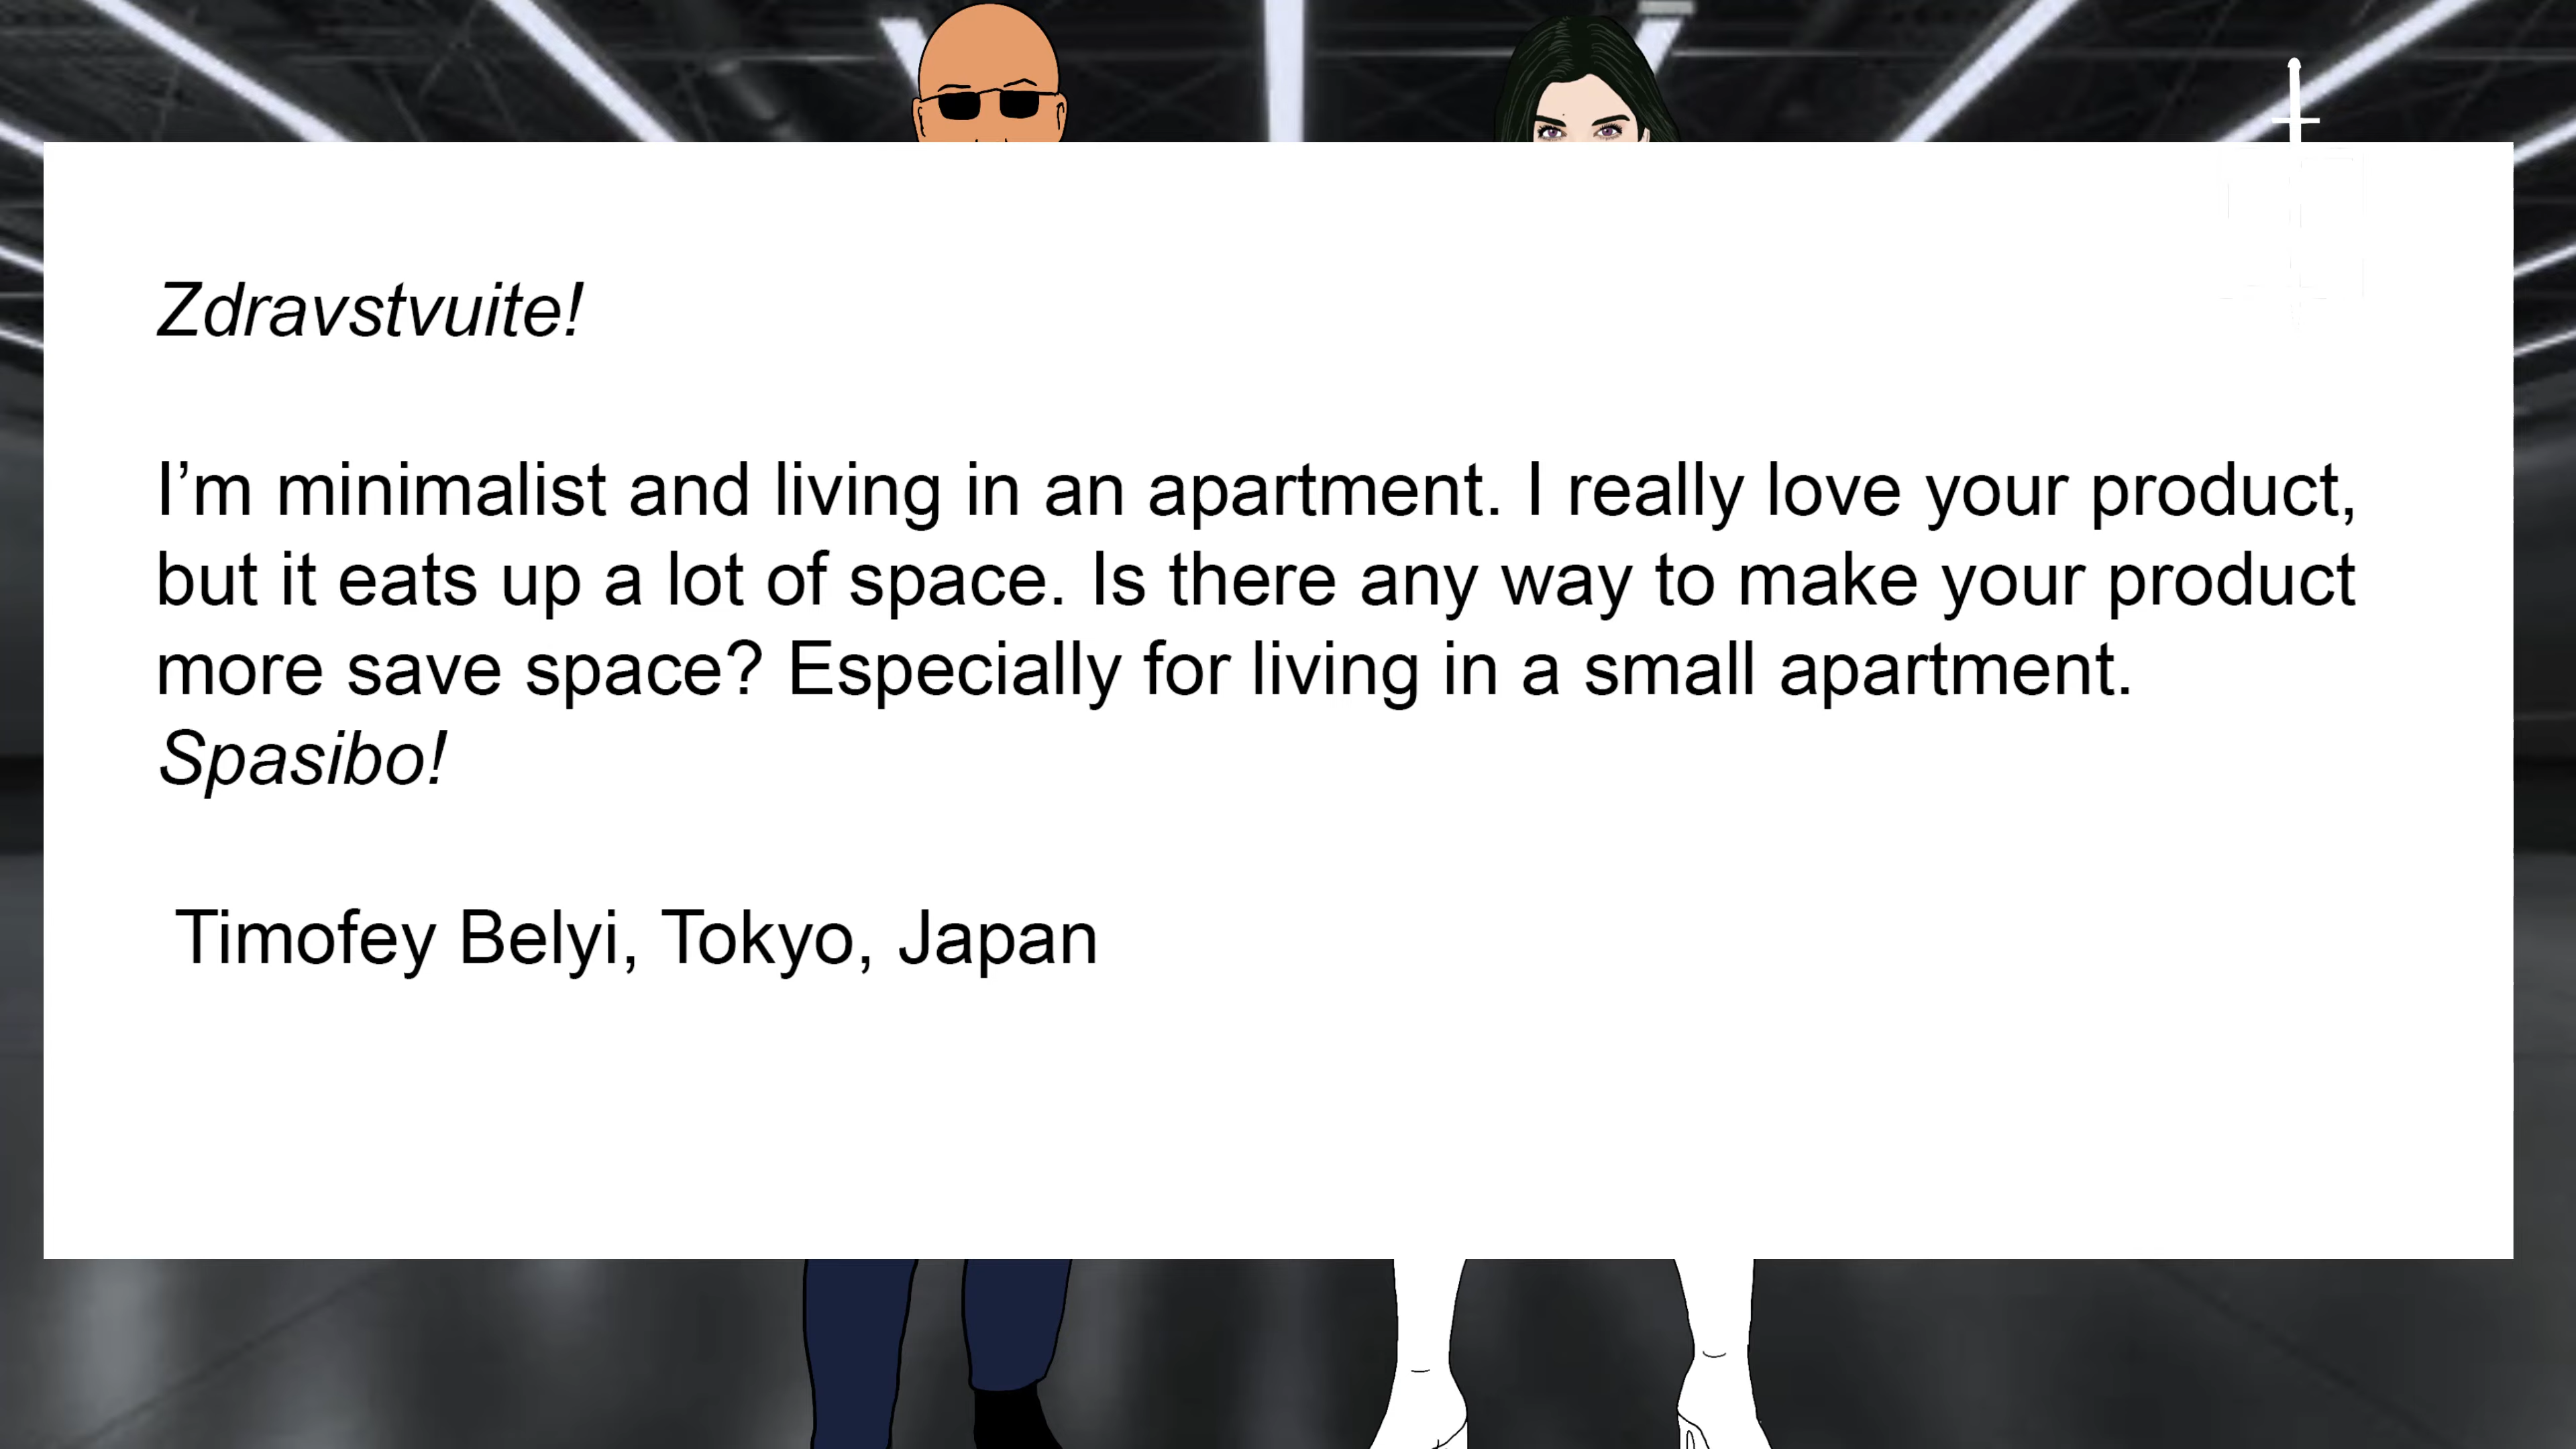 Zdravstvuite!
I’m minimalist and living in an apartment. I really love your product,
but it eats up a lot of space. Is there any way to make your product
more save space? Especially for living in a small apartment.
Spasibo!
Timofey Belyi, Tokyo, Japan